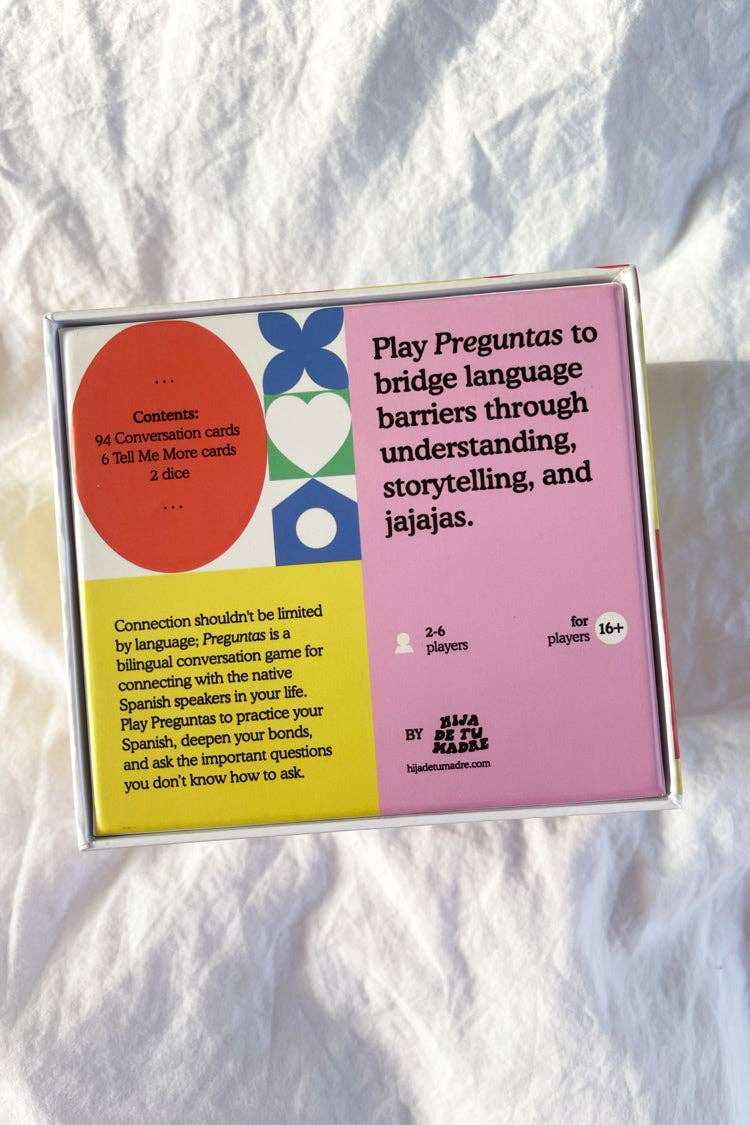 ...
Contents:
94 Conversation cards
6 Tell Me More cards
2 dice
...
Play Preguntas to
bridge language
barriers through
understanding,
storytelling, and
jajajas.
Connection shouldn't be limited
by language; Preguntas is a
bilingual conversation game for
connecting with the native
Spanish speakers in your life.
Play Preguntas to practice your
Spanish, deepen your bonds,
and ask the important questions
you don't know how to ask.
2-6
players
for
players 16+
BY HIJA
DE TU
MADRE
hijadetumadre.com